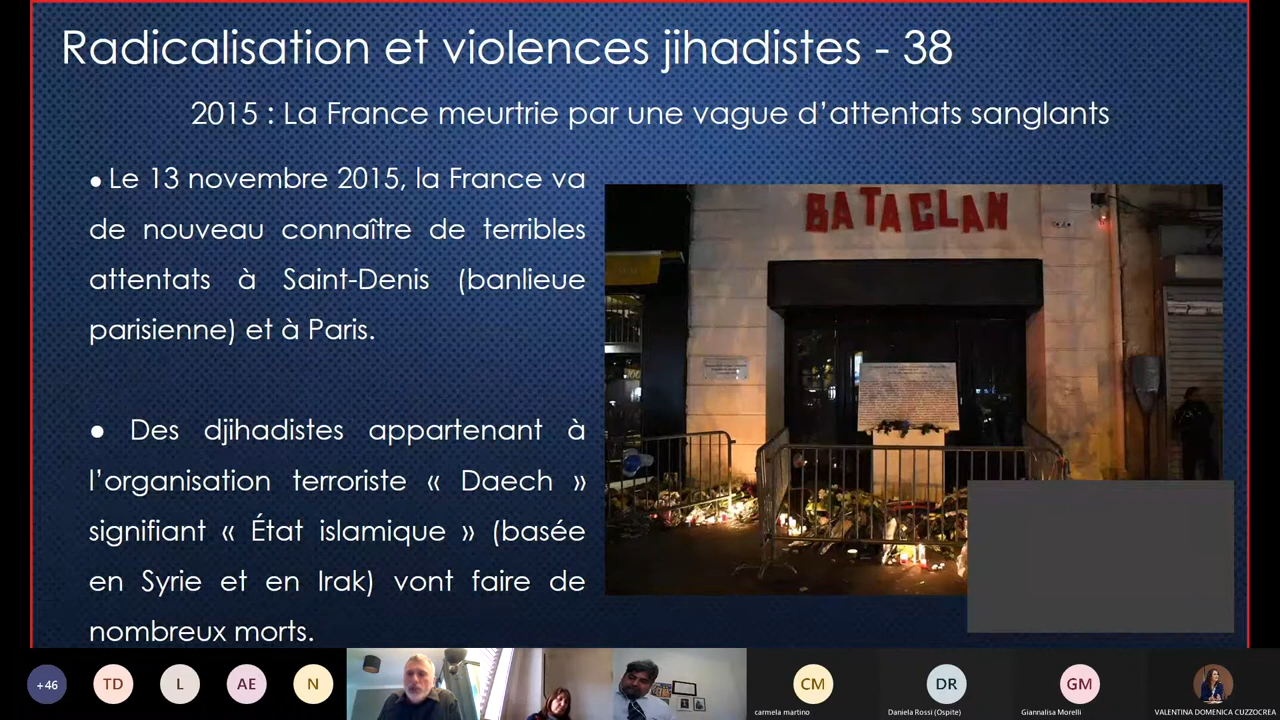 Radicalisation et violences jihadistes - 38
2015 : La France meurtrie par une vague d’attentats sanglants
● Le 13 novembre 2015, la France va
de nouveau connaître de terribles
attentats à Saint-Denis (banlieue
parisienne) et à Paris.
● Des djihadistes appartenant à
l’organisation terroriste « Daech »
signifiant « État islamique » (basée
en Syrie et en Irak) vont faire de
nombreux morts.
BATACLAN
+46
TD
L
AE
N
CM
DR
GM
carmela martino
Daniela Rossi (Ospite)
Giannalisa Morelli
VALENTINA DOMENICA CUZZOCREA